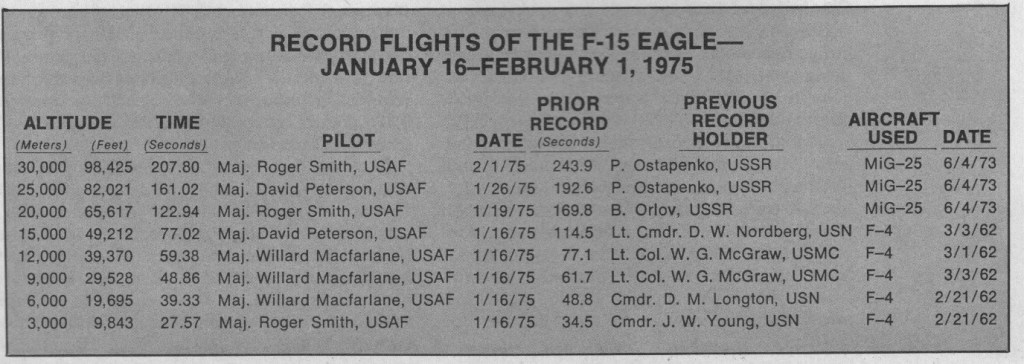 RECORD FLIGHTS OF THE F-15 EAGLE—
JANUARY 16–FEBRUARY 1, 1975
PRIOR PREVIOUS
ALTITUDE TIME RECORD RECORD AIRCRAFT
(Meters) (Feet) (Seconds) PILOT DATE (Seconds) HOLDER USED DATE
30,000 98,425 207.80 Maj. Roger Smith, USAF 2/1/75 243.9 P. Ostapenko, USSR MiG–25 6/4/73
25,000 82,021 161.02 Maj. David Peterson, USAF 1/26/75 192.6 P. Ostapenko, USSR MiG–25 6/4/73
20,000 65,617 122.94 Maj. Roger Smith, USAF 1/19/75 169.8 B. Orlov, USSR MiG–25 6/4/73
15,000 49,212 77.02 Maj. David Peterson, USAF 1/16/75 114.5 Lt. Cmdr. D. W. Nordberg, USN F–4 3/3/62
12,000 39,370 59.38 Maj. Willard Macfarlane, USAF 1/16/75 77.1 Lt. Col. W. G. McGraw, USMC F–4 3/1/62
9,000 29,528 48.86 Maj. Willard Macfarlane, USAF 1/16/75 61.7 Lt. Col. W. G. McGraw, USMC F–4 3/3/62
6,000 19,695 39.33 Maj. Willard Macfarlane, USAF 1/16/75 48.8 Cmdr. D. M. Longton, USN F–4 2/21/62
3,000 9,843 27.57 Maj. Roger Smith, USAF 1/16/75 34.5 Cmdr. J. W. Young, USN F–4 2/21/62